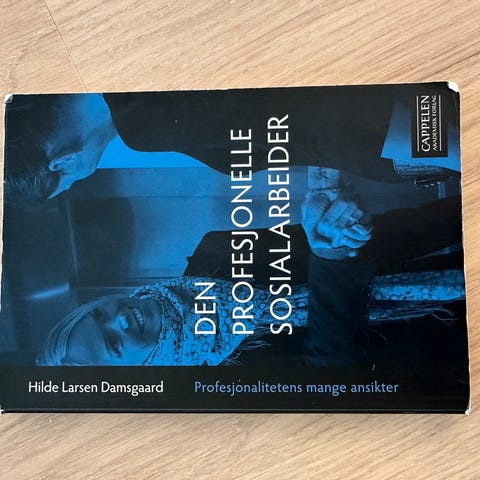 DEN
PROFESJONELLE
SOSIALARBEIDER
Hilde Larsen Damsgaard
Profesjonalitetens mange ansikter
CAPPELEN
AKADEMISK FORLAG